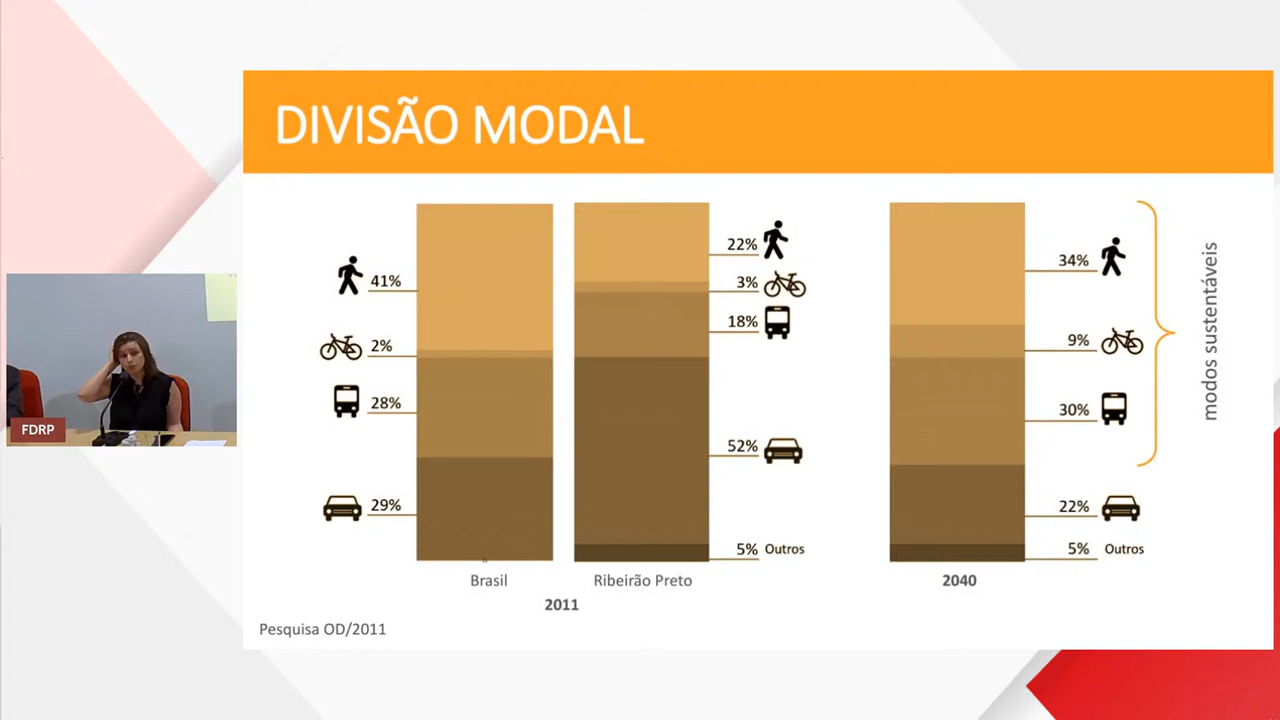 DIVISÃO MODAL
41%
2%
28%
29%
22%
3%
18%
52%
5% Outros
34%
9%
30%
22%
5% Outros
modos sustentáveis
Brasil
Ribeirão Preto
2011
2040
Pesquisa OD/2011
FDRP